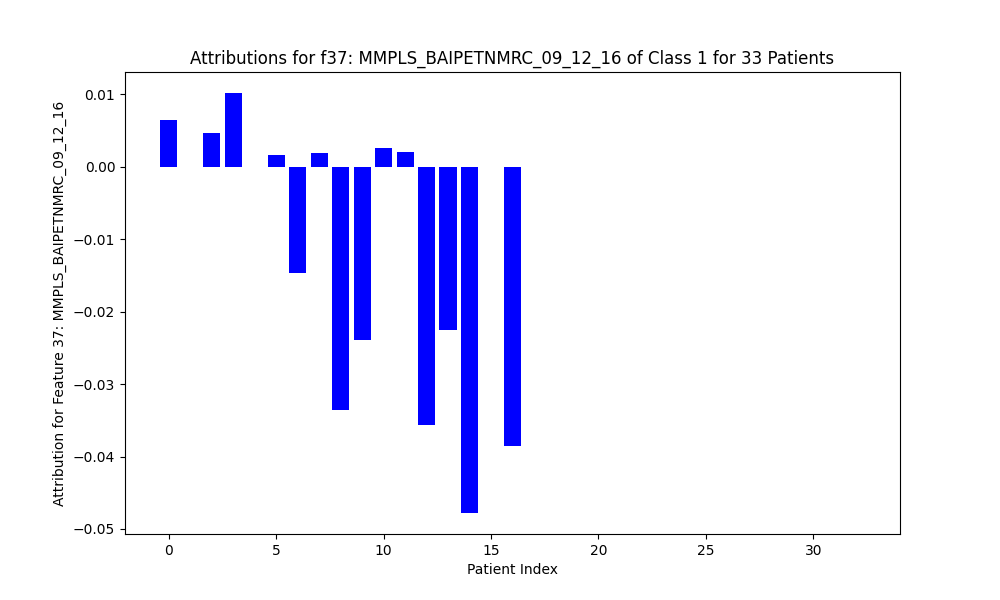 Attributions for f37: MMPLS_BAIPETNMRC_09_12_16 of Class 1 for 33 Patients
Attribution for Feature 37: MMPLS_BAIPETNMRC_09_12_16
0.01
0.00
−0.01
−0.02
−0.03
−0.04
−0.05
0 5 10 15 20 25 30
Patient Index